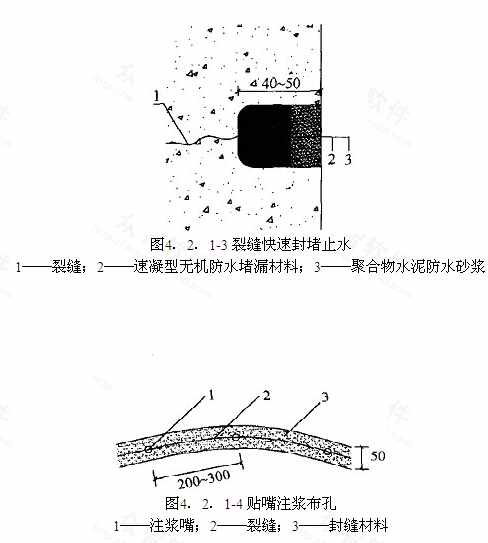 40~50
1
2 3
图4．2．1-3 裂缝快速封堵止水
1——裂缝；2——速凝型无机防水堵漏材料；3——聚合物水泥防水砂浆
1 2 3
50
200~300
图4．2．1-4 贴嘴注浆布孔
1——注浆嘴；2——裂缝；3——封缝材料